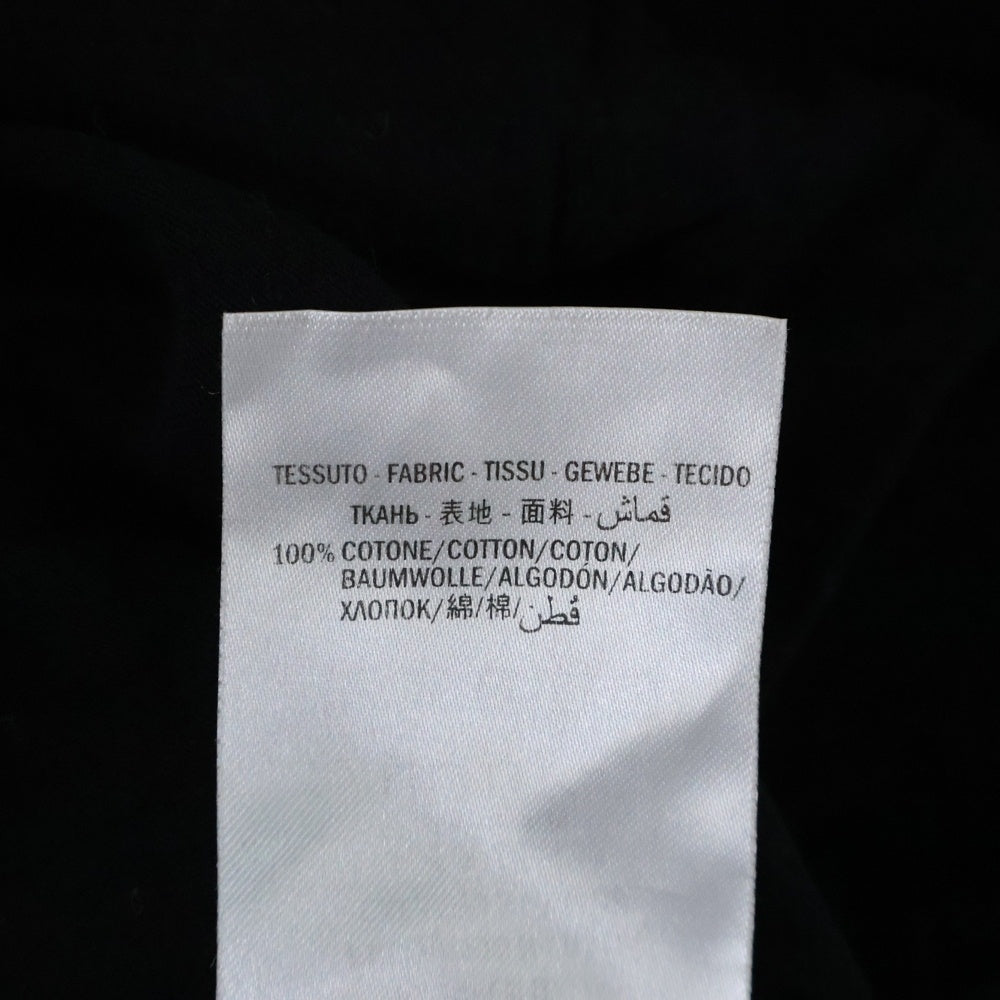 TESSUTO - FABRIC - TISSU - GEWEBE - TECIDO
ТКАНЬ - 表地 - 面料 - قماش
100% COTONE/COTTON/COTON/
BAUMWOLLE/ALGODÓN/ALGODÃO/
ХЛОПОК/綿/棉/قُطن